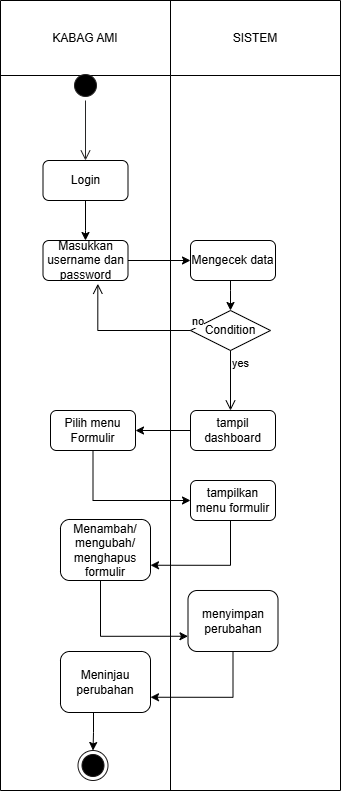 KABAG AMI
SISTEM
Login
Masukkan
username dan
password
Mengecek data
no
Condition
yes
tampil
dashboard
Pilih menu
Formulir
tampilkan
menu formulir
Menambah/
mengubah/
menghapus
formulir
menyimpan
perubahan
Meninjau
perubahan